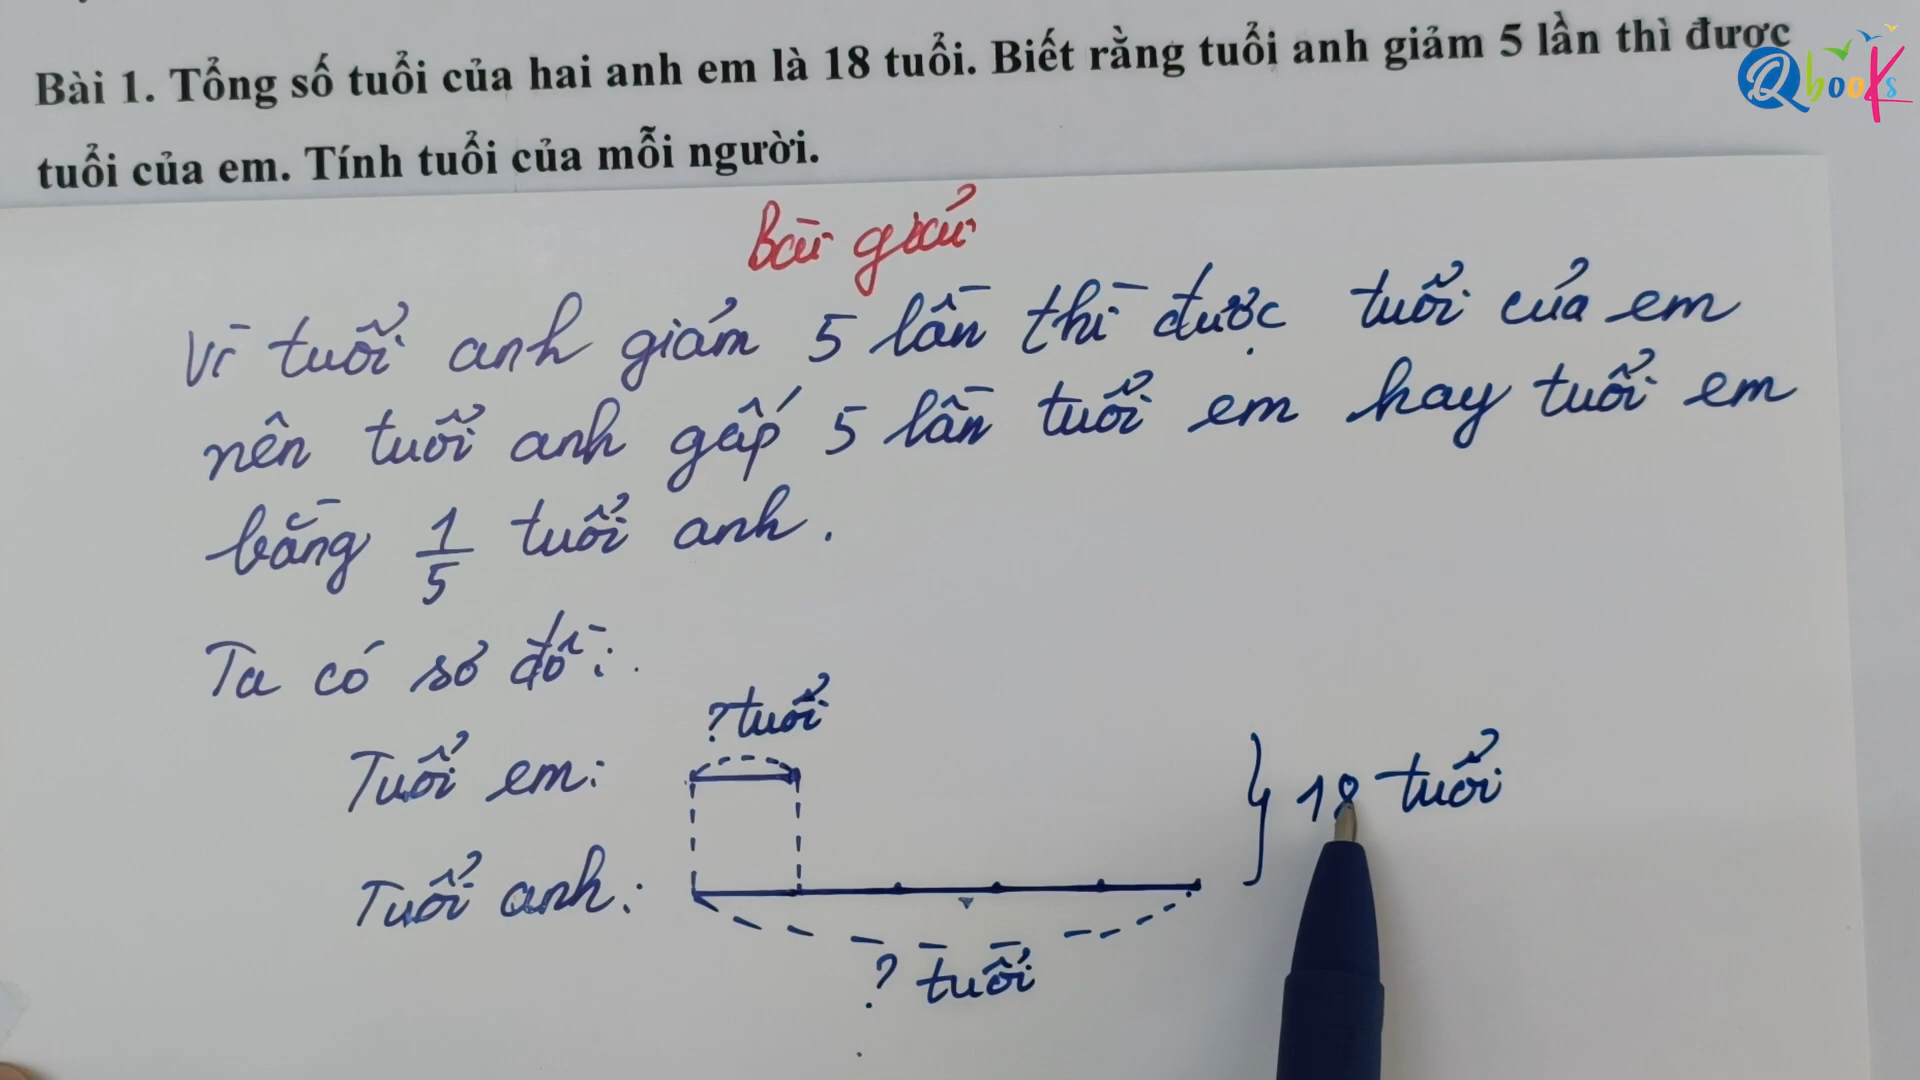 Bài 1. Tổng số tuổi của hai anh em là 18 tuổi. Biết rằng tuổi anh giảm 5 lần thì được
tuổi của em. Tính tuổi của mỗi người.
Qbooks
Bài giải
Vì tuổi anh giảm 5 lần thì được tuổi của em
nên tuổi anh gấp 5 lần tuổi em hay tuổi em
bằng 1/5 tuổi anh.
Ta có sơ đồ:
? tuổi
Tuổi em:
18 tuổi
Tuổi anh:
? tuổi